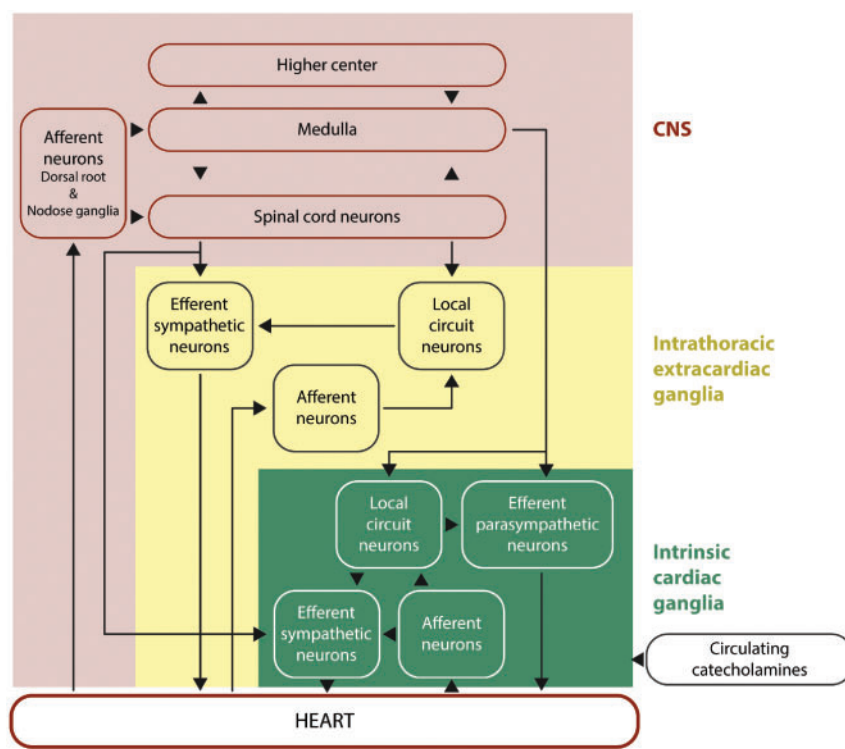 Higher center
Medulla
CNS
Afferent
neurons
Dorsal root
&
Nodose ganglia
Spinal cord neurons
Efferent
sympathetic
neurons
Local
circuit
neurons
Intrathoracic
extracardiac
ganglia
Afferent
neurons
Local
circuit
neurons
Efferent
parasympathetic
neurons
Intrinsic
cardiac
ganglia
Efferent
sympathetic
neurons
Afferent
neurons
Circulating
catecholamines
HEART